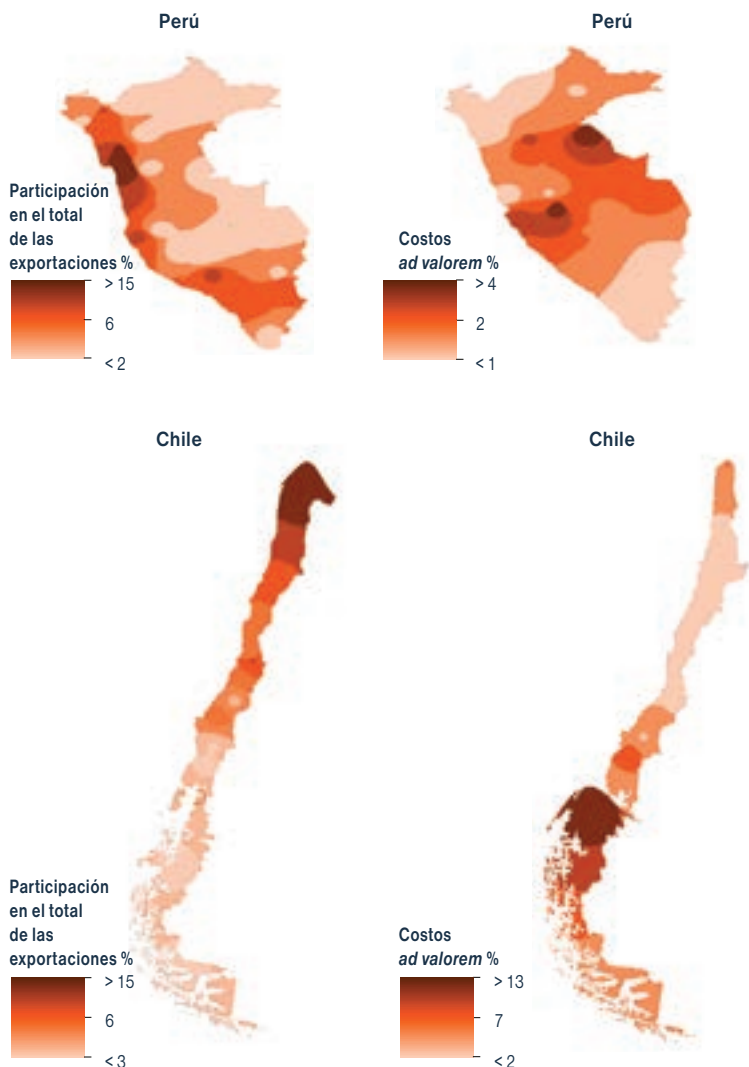 Perú
Participación
en el total
de las
exportaciones %
> 15
6
< 2
Perú
Costos
ad valorem %
> 4
2
< 1
Chile
Participación
en el total
de las
exportaciones %
> 15
6
< 3
Chile
Costos
ad valorem %
> 13
7
< 2